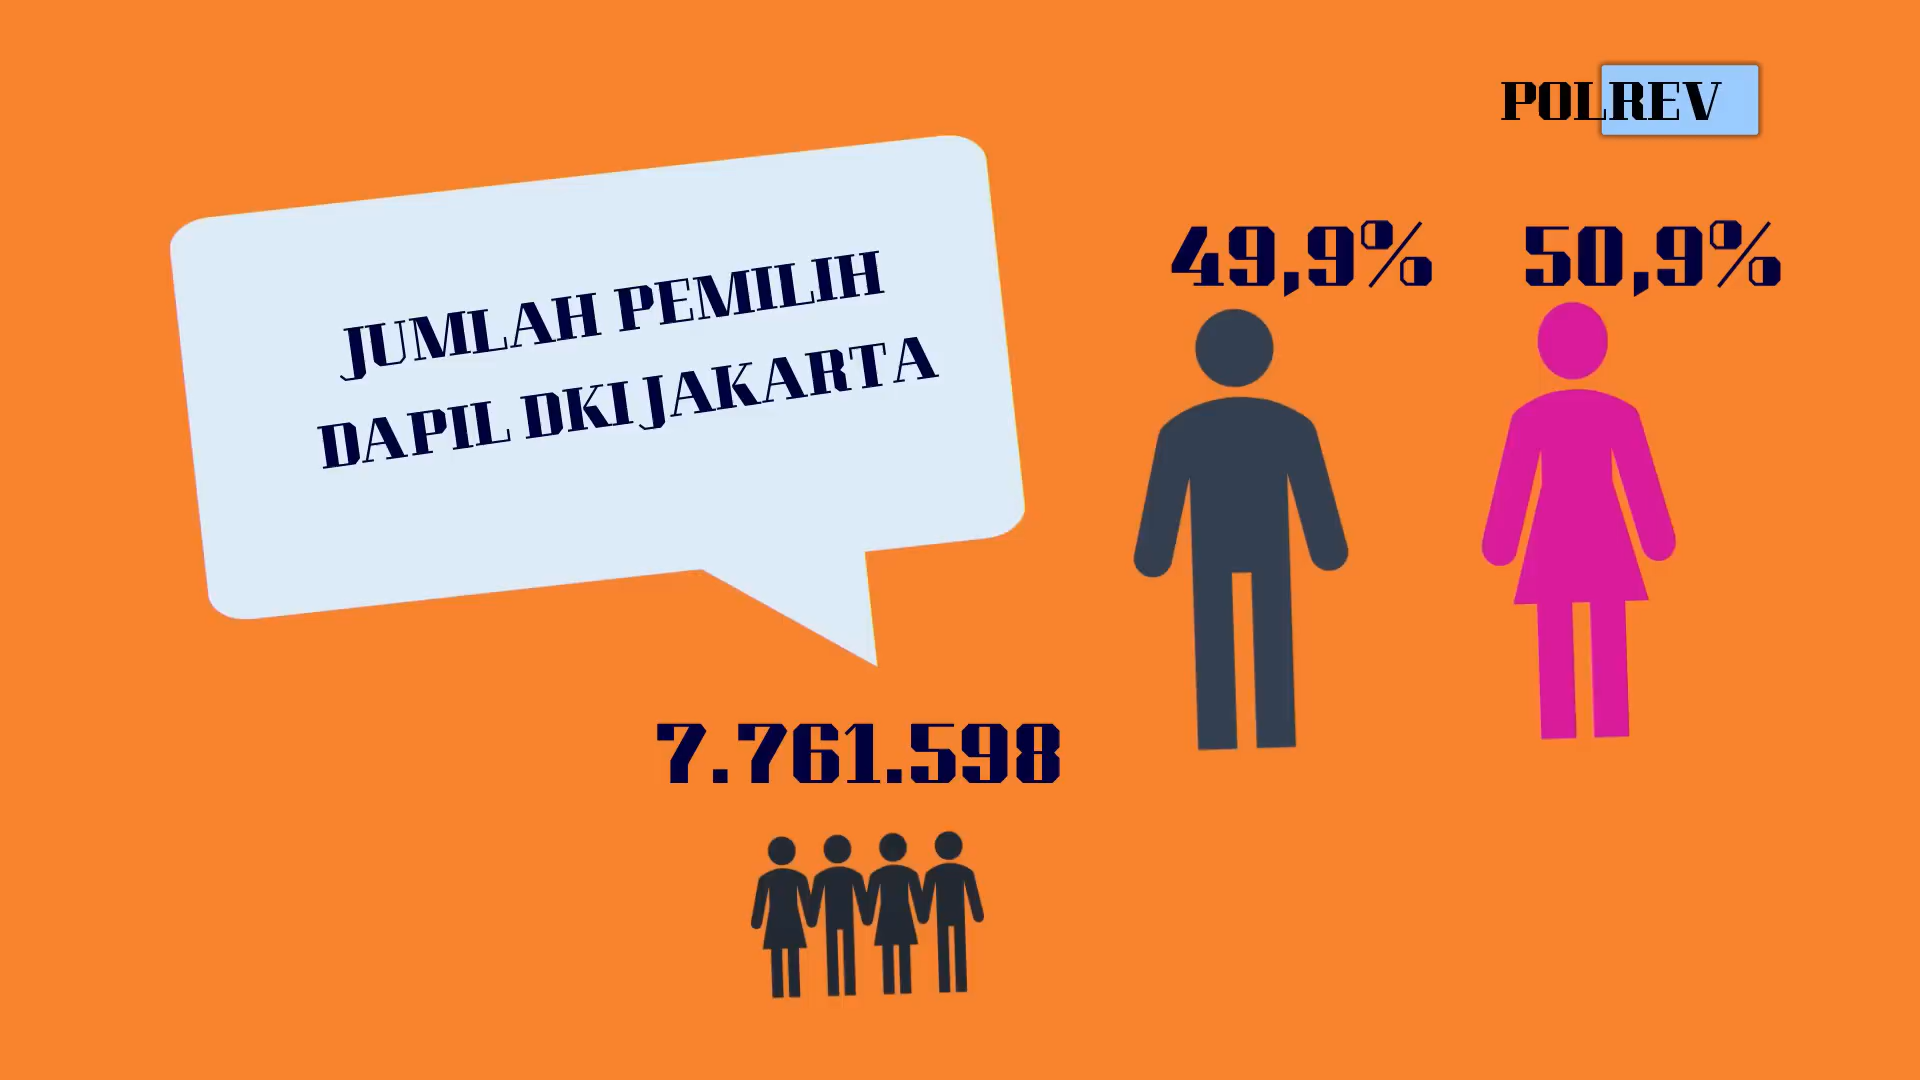 POLREV
JUMLAH PEMILIH
DAPIL DKI JAKARTA
49,9%
50,9%
7.761.598